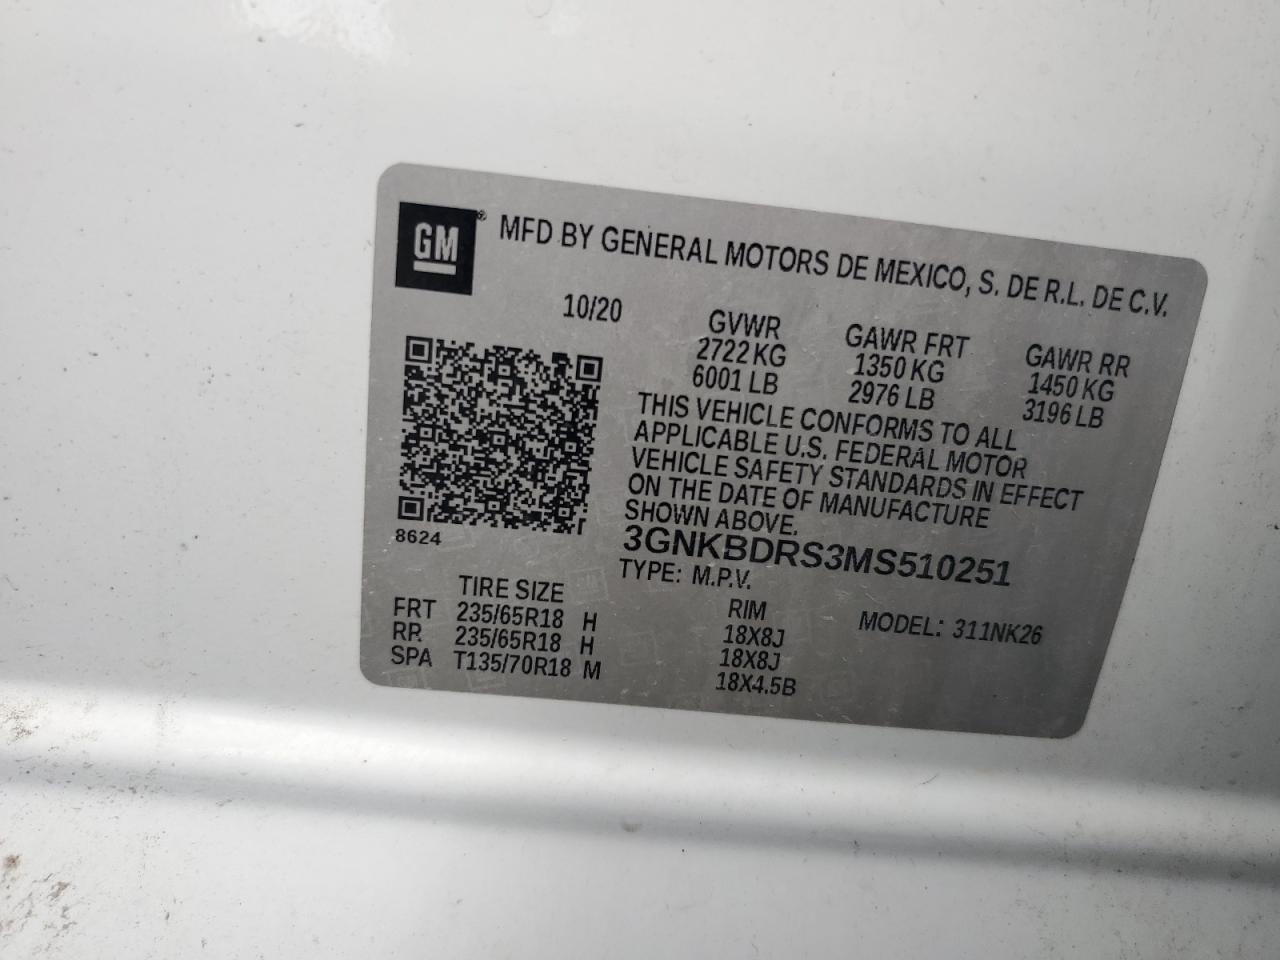 GM® MFD BY GENERAL MOTORS DE MEXICO, S. DE R.L. DE C.V.
10/20 GVWR GAWR FRT GAWR RR
2722 KG 1350 KG 1450 KG
6001 LB 2976 LB 3196 LB
THIS VEHICLE CONFORMS TO ALL
APPLICABLE U.S. FEDERAL MOTOR
VEHICLE SAFETY STANDARDS IN EFFECT
ON THE DATE OF MANUFACTURE
SHOWN ABOVE.
8624 3GNKBDRS3MS510251
TYPE: M.P.V. MODEL: 311NK26
TIRE SIZE RIM
FRT 235/65R18 H 18X8J
RR 235/65R18 H 18X8J
SPA T135/70R18 M 18X4.5B